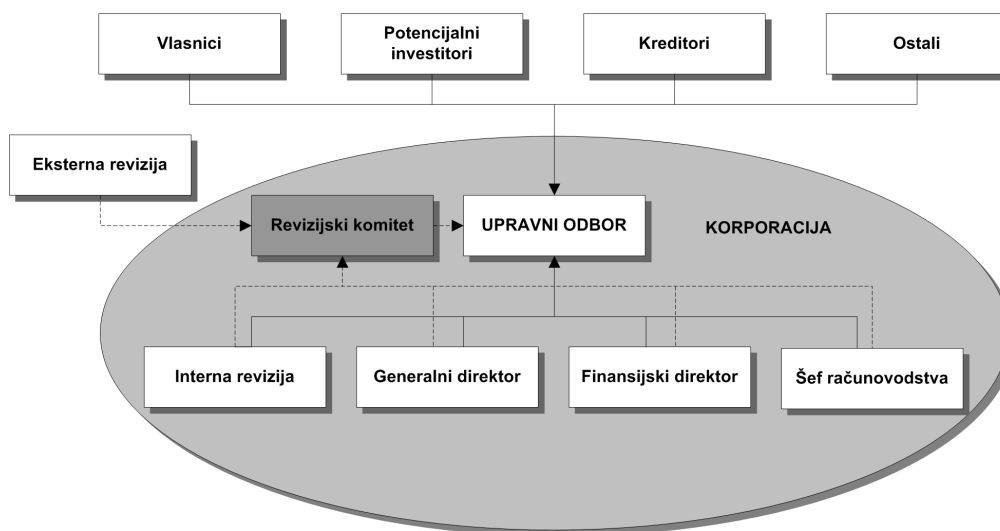 Vlasnici
Potencijalni
investitori
Kreditori
Ostali
Eksterna revizija
Revizijski komitet
UPRAVNI ODBOR
KORPORACIJA
Interna revizija
Generalni direktor
Finansijski direktor
Šef računovodstva